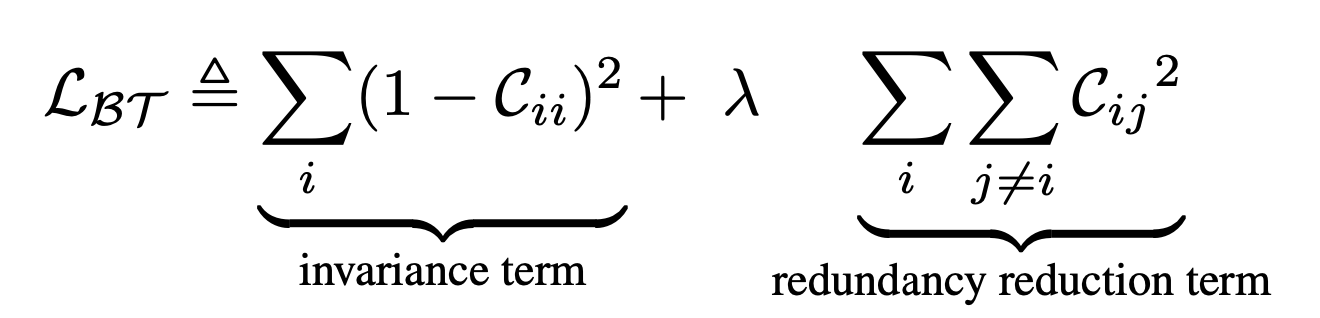 ℒ_ℬ𝒯 ≜ ∑_i (1 − 𝒞_ii)² + λ ∑_i ∑_{j≠i} 𝒞_ij²
invariance term
redundancy reduction term